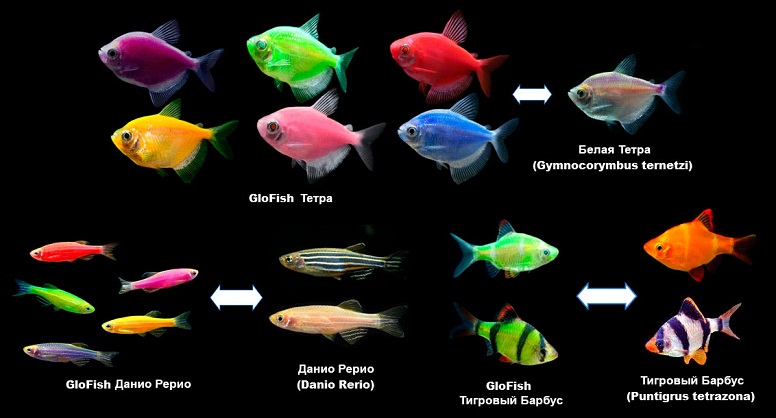 Белая Тетра
(Gymnocorymbus ternetzi)
GloFish Тетра
GloFish Данио Рерио
Данио Рерио
(Danio Rerio)
GloFish
Тигровый Барбус
Тигровый Барбус
(Puntigrus tetrazona)